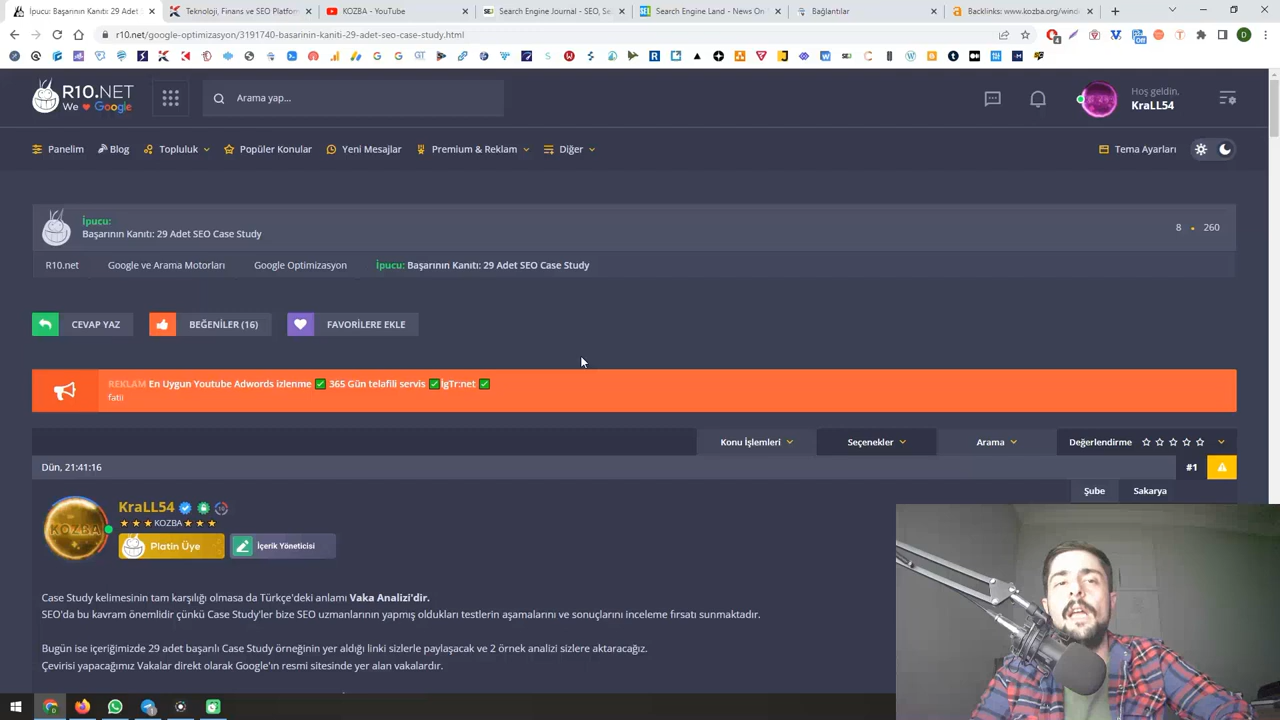 İpucu: Başarının Kanıtı: 29 Adet
Teknoloji, Finans ve SEO Platfor
KOZBA - YouTube
Search Engine Journal - SEO, Se
Search Engine Land - News On
Bağlantılar
Backlinks: www.kozba.org/wind
r10.net/google-optimizasyon/3191740-basarinin-kaniti-29-adet-seo-case-study.html
R10.NET
We Google
Arama yap...
Hoş geldin,
KraLL54
Panelim
Blog
Topluluk
Popüler Konular
Yeni Mesajlar
Premium & Reklam
Diğer
Tema Ayarları
İpucu:
Başarının Kanıtı: 29 Adet SEO Case Study
8 • 260
R10.net
Google ve Arama Motorları
Google Optimizasyon
İpucu: Başarının Kanıtı: 29 Adet SEO Case Study
CEVAP YAZ
BEĞENİLER (16)
FAVORİLERE EKLE
REKLAM En Uygun Youtube Adwords izlenme ✅ 365 Gün telafili servis ✅ İgTr:net ✅
fatii
Konu İşlemleri
Seçenekler
Arama
Değerlendirme
Dün, 21:41:16
#1
KraLL54
★ ★ ★ KOZBA ★ ★ ★
KOZBA
Platin Üye
İçerik Yöneticisi
Şube
Sakarya
Case Study kelimesinin tam karşılığı olmasa da Türkçe'deki anlamı Vaka Analizi'dir.
SEO'da bu kavram önemlidir çünkü Case Study'ler bize SEO uzmanlarının yapmış oldukları testlerin aşamalarını ve sonuçlarını inceleme fırsatı sunmaktadır.
Bugün ise içeriğimizde 29 adet başarılı Case Study örneğinin yer aldığı linki sizlerle paylaşacak ve 2 örnek analizi sizlere aktaracağız.
Çevirisi yapacağımız Vakalar direkt olarak Google'ın resmi sitesinde yer alan vakalardır.